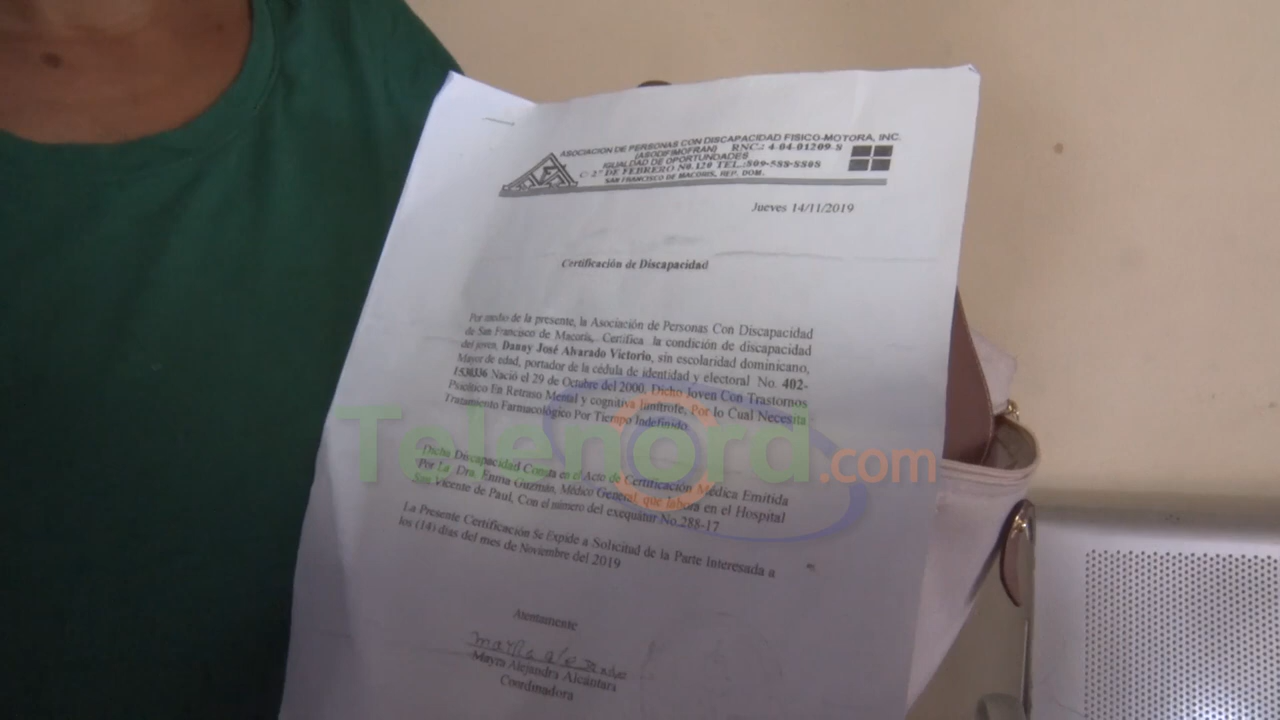 ASOCIACION DE PERSONAS CON DISCAPACIDAD FISICO-MOTORA, INC.
(ASODIFIMOFRAN) RNC.: 4-04-01209-8
IGUALDAD DE OPORTUNIDADES
C/ 27 DE FEBRERO N0.120 TEL.:809-588-8808
SAN FRANCISCO DE MACORIS, REP. DOM.
Jueves 14/11/2019
Certificación de Discapacidad
Por medio de la presente, la Asociación de Personas Con Discapacidad
de San Francisco de Macorís, Certifica la condición de discapacidad
del joven, Danny José Alvarado Victorio, sin escolaridad dominicano,
Mayor de edad, portador de la cédula de identidad y electoral No. 402-
Nació el 29 de Octubre del 2000, Dicho Joven Con Trastornos
En Retraso Mental y cognitiva limítrofe, Por lo Cual Necesita
Tratamiento Farmacológico Por Tiempo Indefinido.
Telenord.com
Dicha Discapacidad Consta en el Acto de Certificación Médica Emitida
Por La Dra. Enma Guzmán, Médico General, que labora en el Hospital
San Vicente de Paul, Con el número del exequátur No.288-17
La Presente Certificación Se Expide a Solicitud de la Parte Interesada a
los (14) días del mes de Noviembre del 2019
Atentamente
Mayra Alejandra Alcántara
Coordinadora